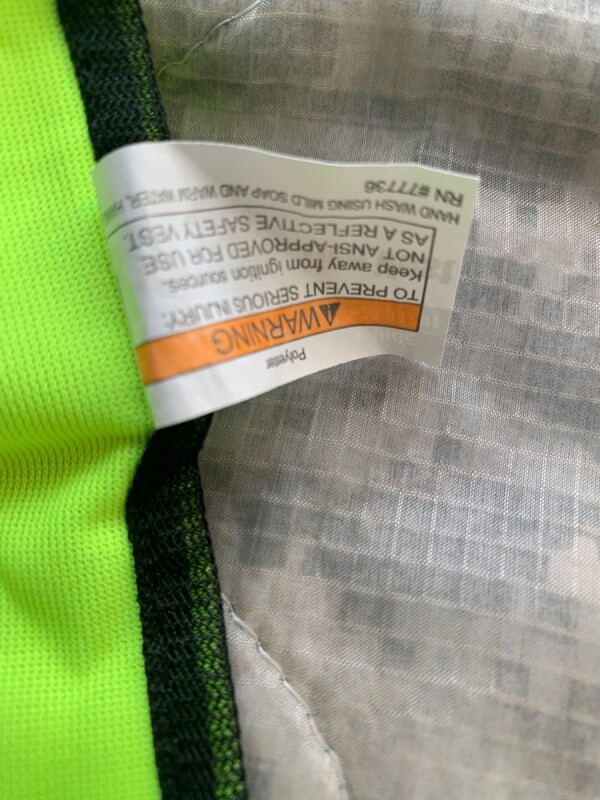 Polyester
⚠WARNING
TO PREVENT SERIOUS INJURY:
Keep away from ignition sources.
NOT ANSI-APPROVED FOR USE
AS A REFLECTIVE SAFETY VEST.
HAND WASH USING MILD SOAP AND WARM WATER,
RN #77736